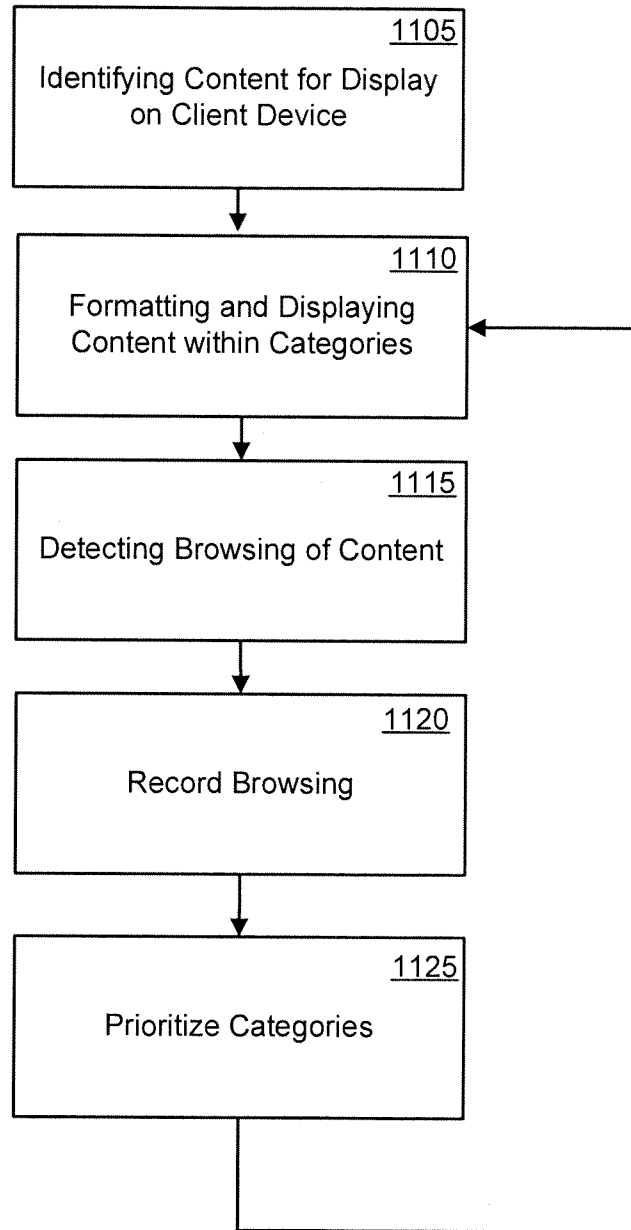 1105
Identifying Content for Display
on Client Device
1110
Formatting and Displaying
Content within Categories
1115
Detecting Browsing of Content
1120
Record Browsing
1125
Prioritize Categories